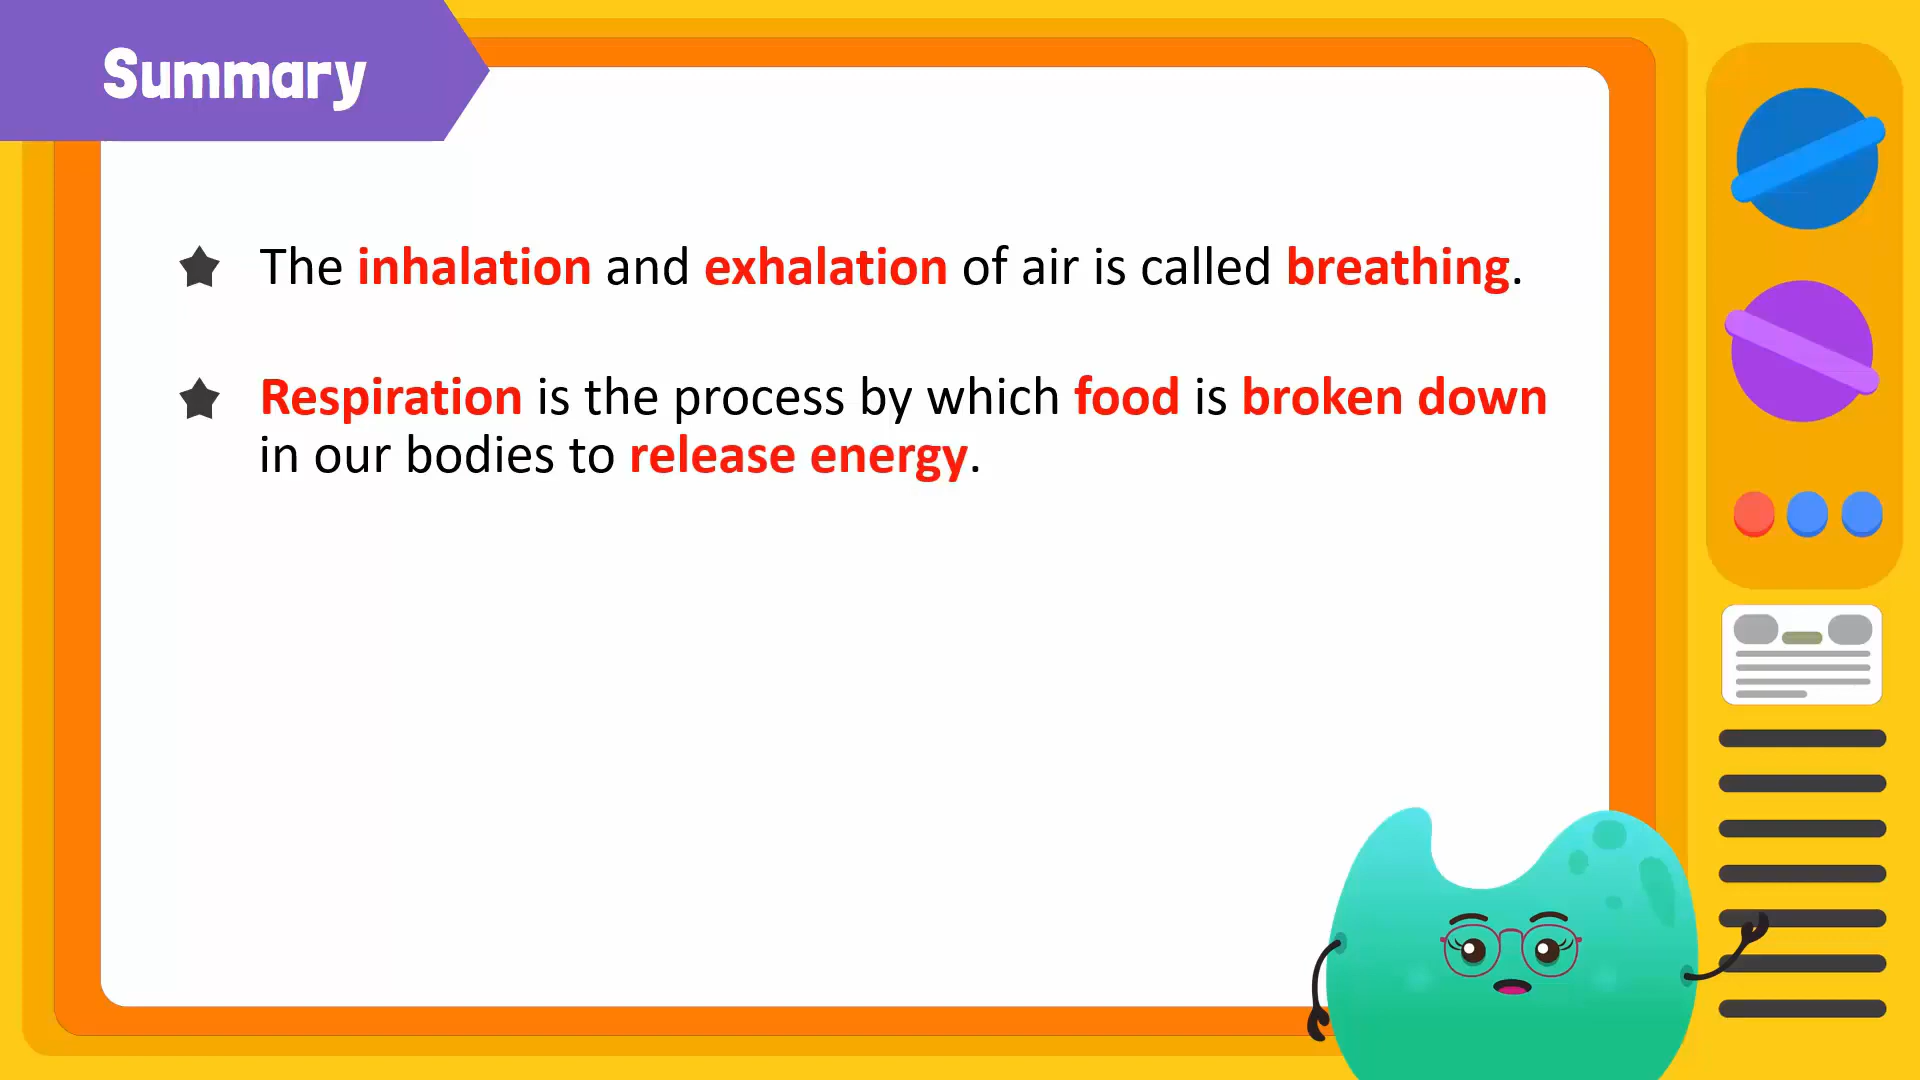 Summary
The inhalation and exhalation of air is called breathing.
Respiration is the process by which food is broken down
in our bodies to release energy.